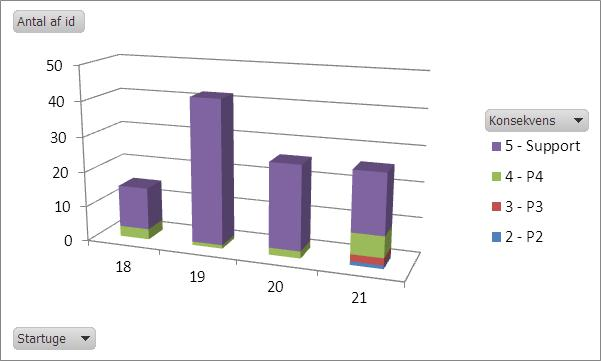 Antal af id
50
40
30
20
10
0
18
19
20
21
Konsekvens
5 - Support
4 - P4
3 - P3
2 - P2
Startuge